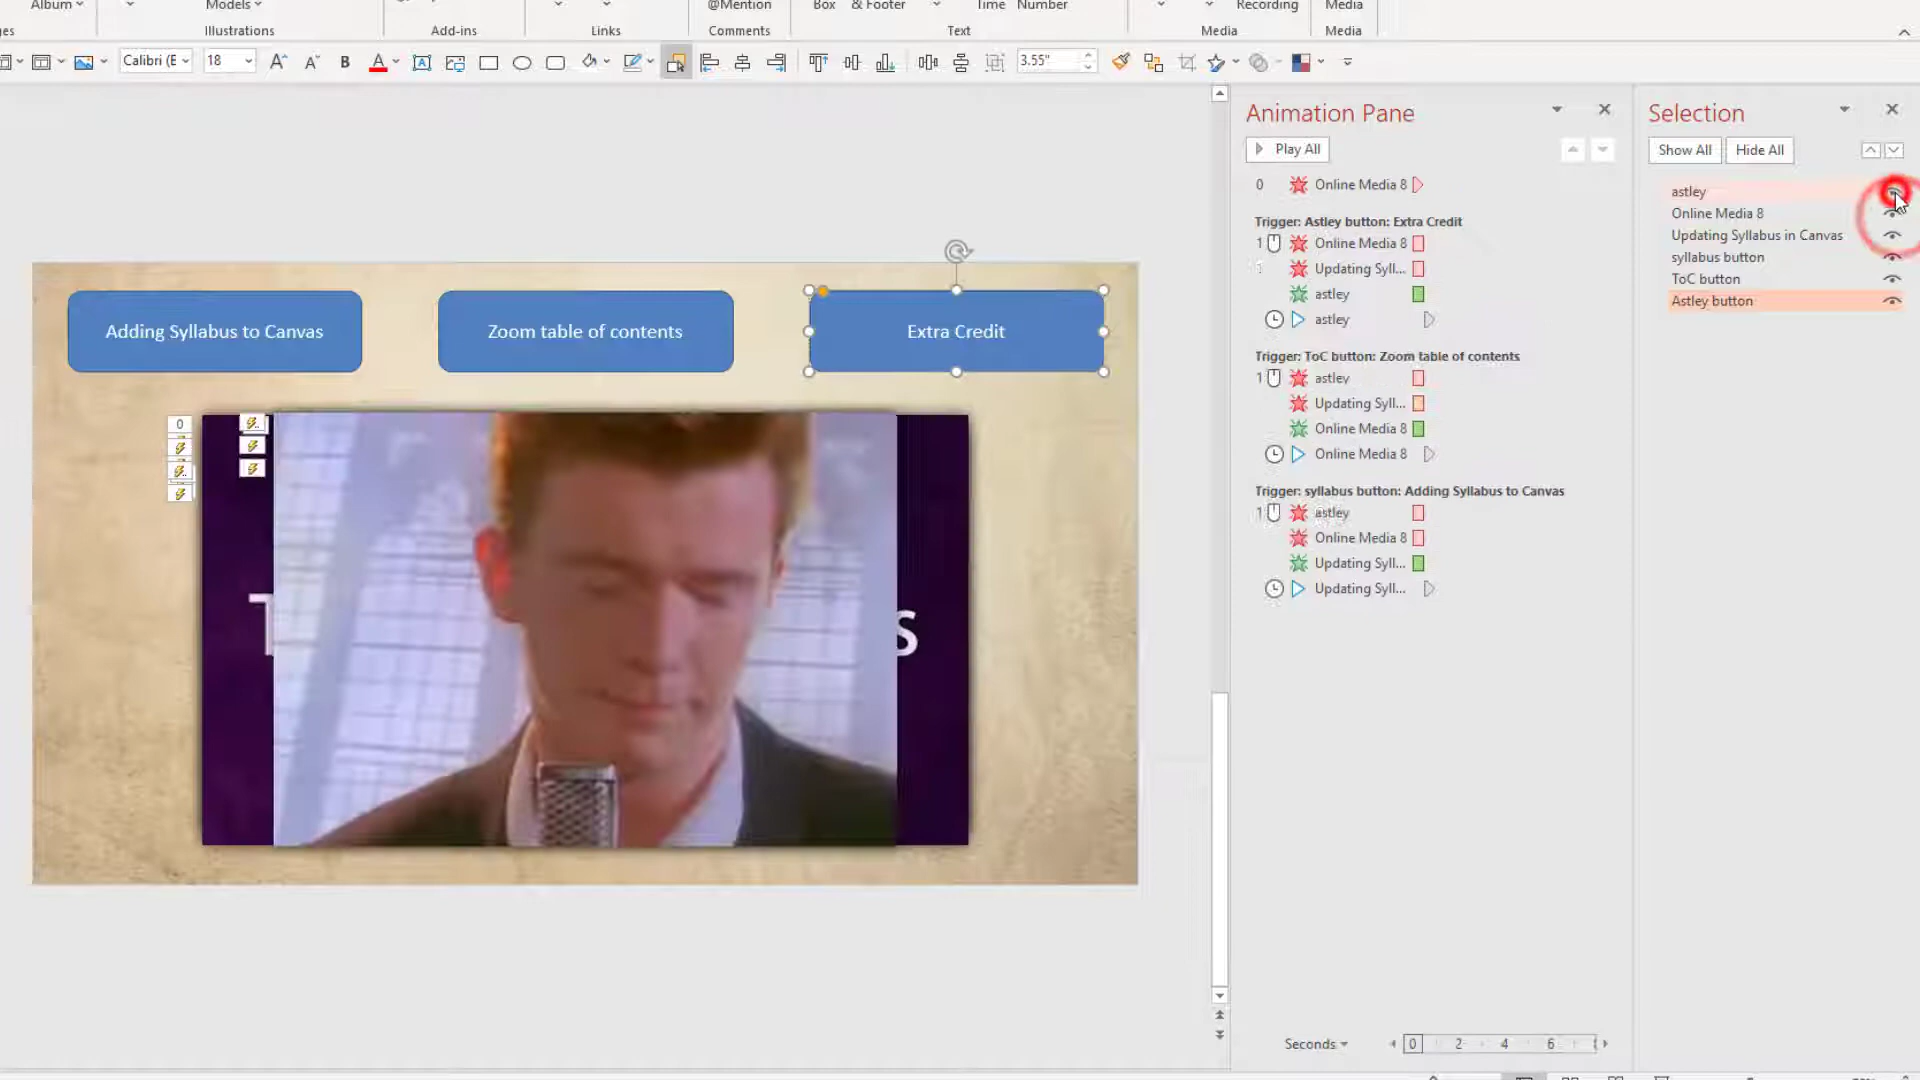 Album
Models
@Mention
Box
& Footer
Time
Number
Recording
Media
Illustrations
Add-ins
Links
Comments
Text
Media
Media
Calibri (E
18
A
A
B
A
3.55"
Animation Pane
Play All
0 Online Media 8
Trigger: Astley button: Extra Credit
1 Online Media 8
Updating Syll...
astley
astley
Trigger: ToC button: Zoom table of contents
1 astley
Updating Syll...
Online Media 8
Online Media 8
Trigger: syllabus button: Adding Syllabus to Canvas
1 astley
Online Media 8
Updating Syll...
Updating Syll...
Seconds
0 2 4 6
Selection
Show All
Hide All
astley
Online Media 8
Updating Syllabus in Canvas
syllabus button
ToC button
Astley button
Adding Syllabus to Canvas
Zoom table of contents
Extra Credit
0
T
s